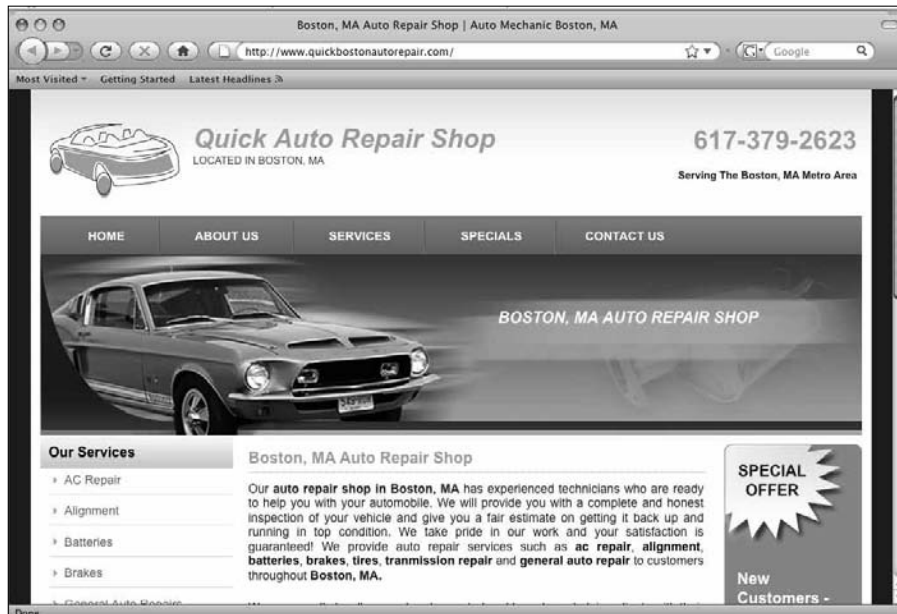 Boston, MA Auto Repair Shop | Auto Mechanic Boston, MA
http://www.quickbostonautorepair.com/
Google
Most Visited Getting Started Latest Headlines
Quick Auto Repair Shop
LOCATED IN BOSTON, MA
617-379-2623
Serving The Boston, MA Metro Area
HOME ABOUT US SERVICES SPECIALS CONTACT US
BOSTON, MA AUTO REPAIR SHOP
Our Services
AC Repair
Alignment
Batteries
Brakes
General Auto Repairs
Boston, MA Auto Repair Shop
Our auto repair shop in Boston, MA has experienced technicians who are ready
to help you with your automobile. We will provide you with a complete and honest
inspection of your vehicle and give you a fair estimate on getting it back up and
running in top condition. We take pride in our work and your satisfaction is
guaranteed! We provide auto repair services such as ac repair, alignment,
batteries, brakes, tires, tranmission repair and general auto repair to customers
throughout Boston, MA.
SPECIAL
OFFER
New
Customers -
Done